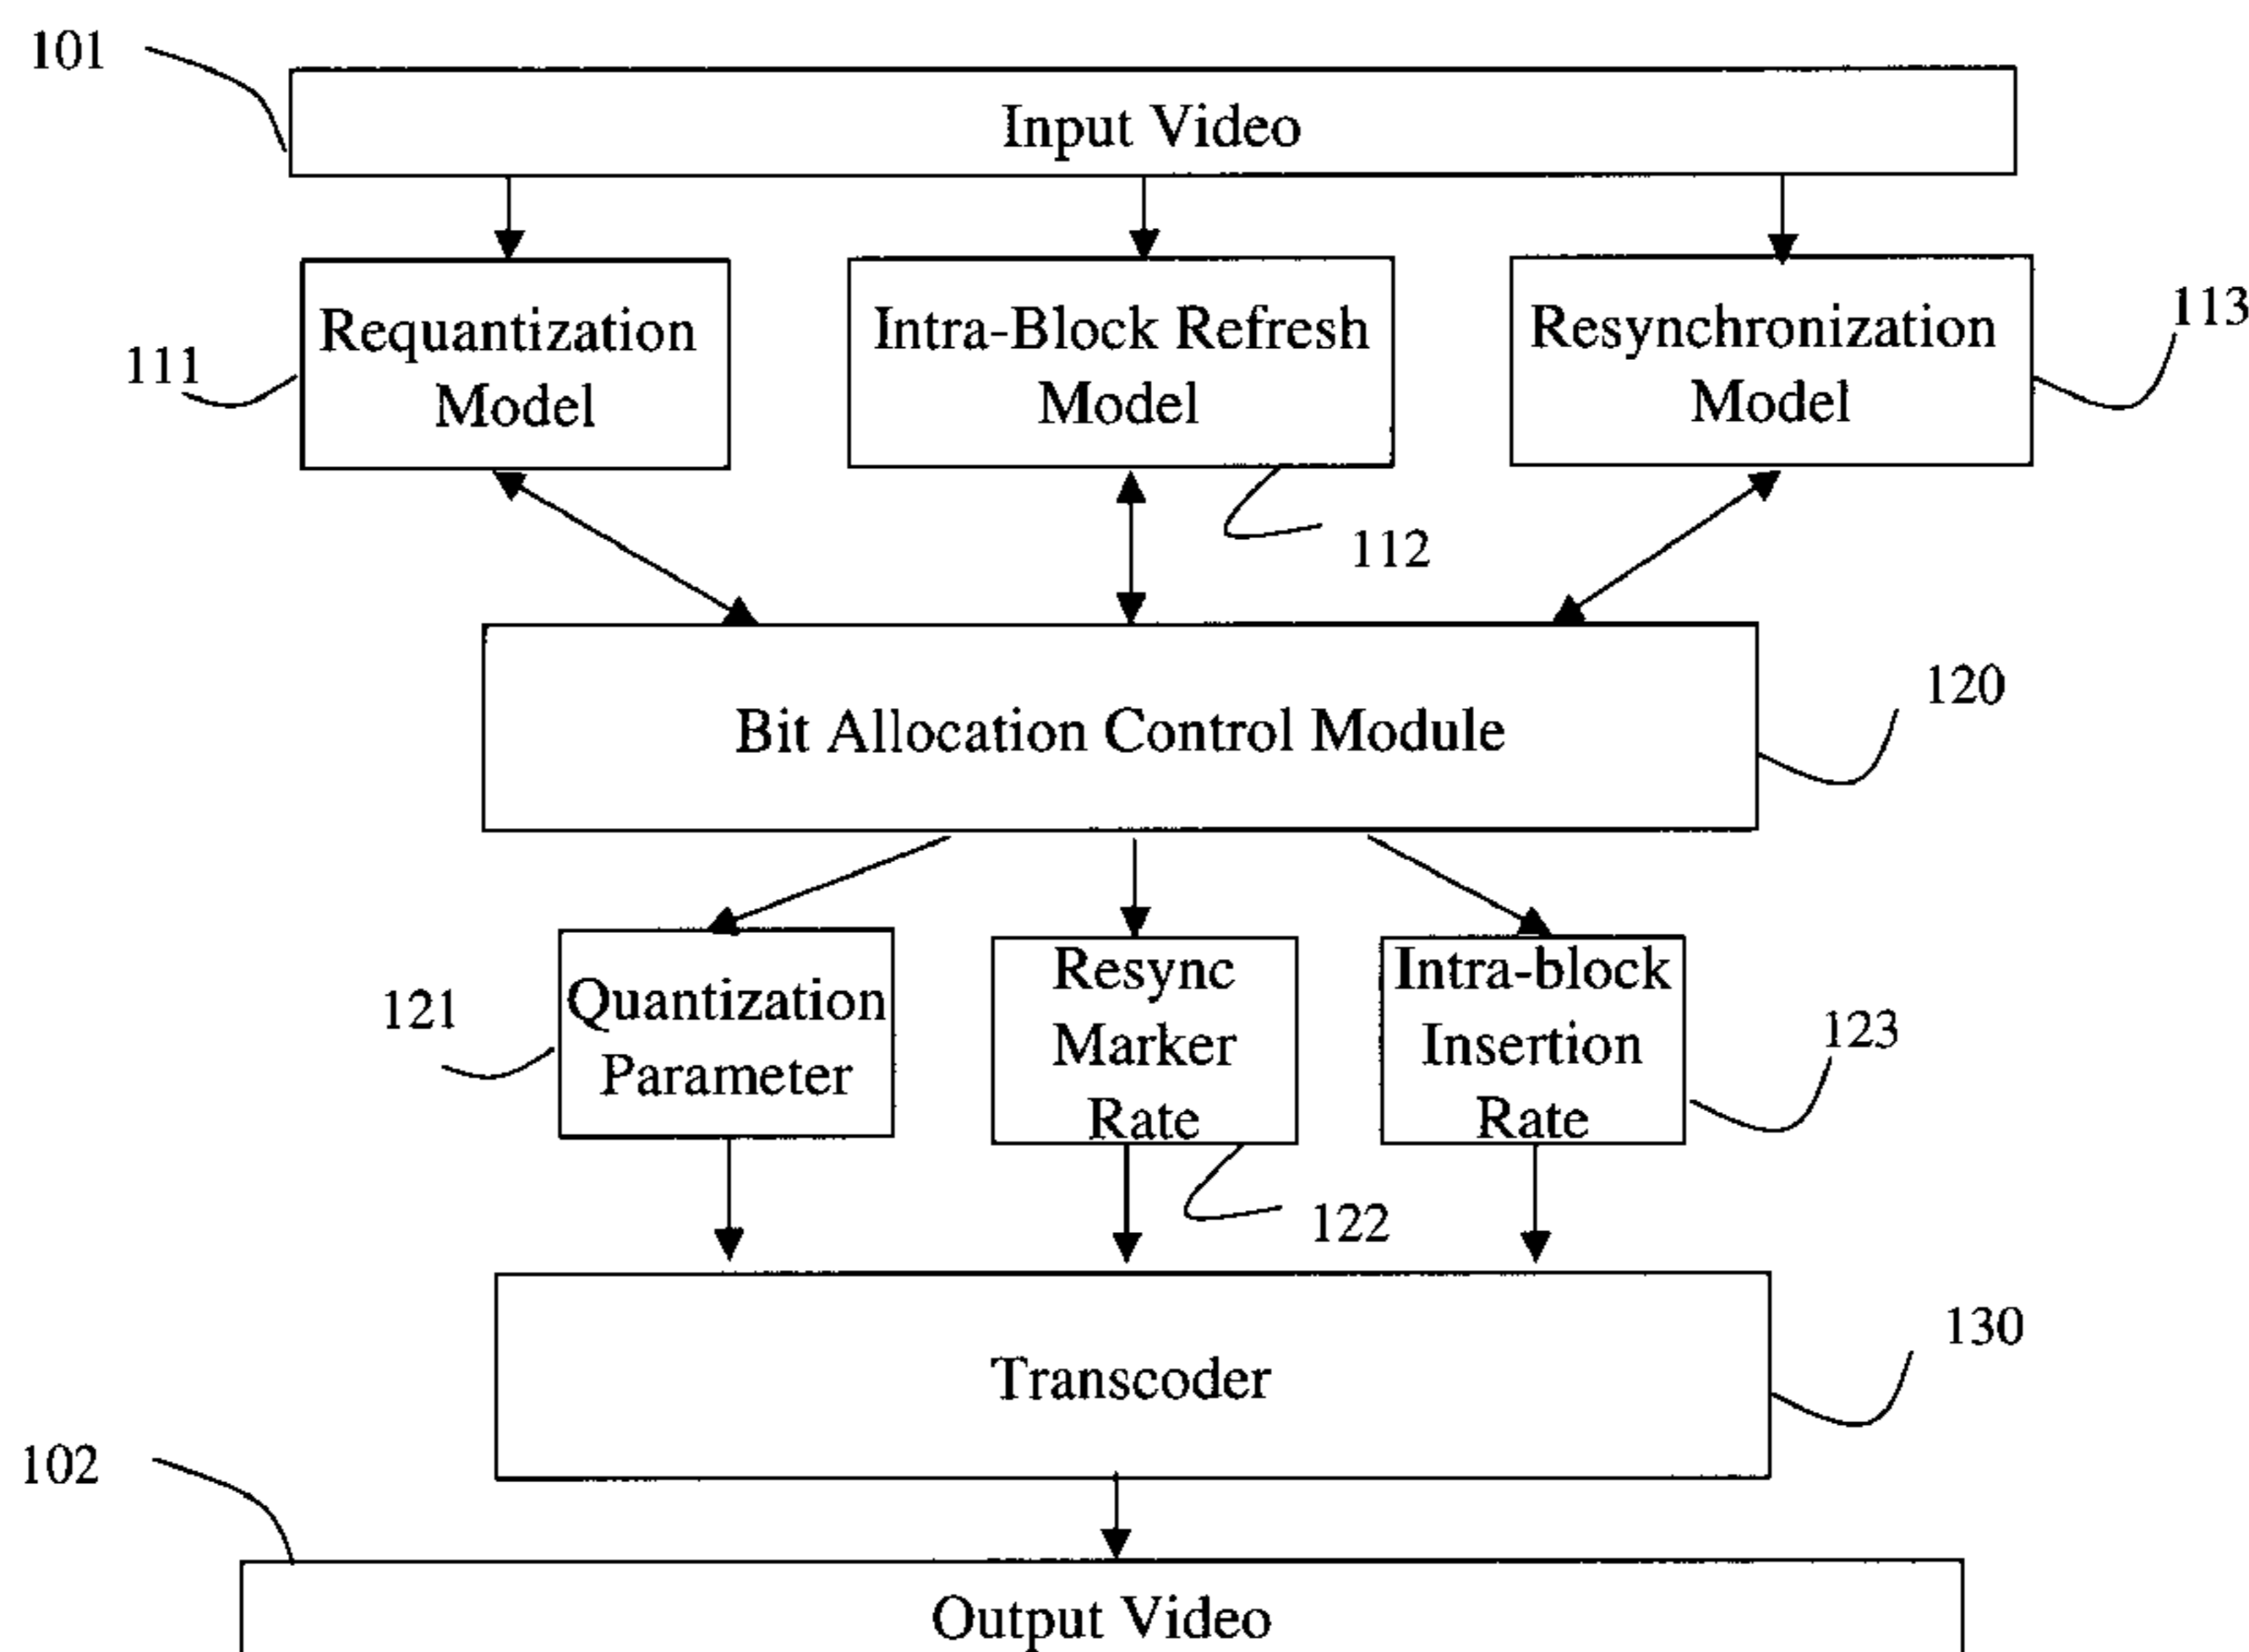 101
Input Video
Requantization
Model
111
Intra-Block Refresh
Model
112
Resynchronization
Model
113
Bit Allocation Control Module
120
121
Quantization
Parameter
Resync
Marker
Rate
122
Intra-block
Insertion
Rate
123
Transcoder
130
102
Output Video